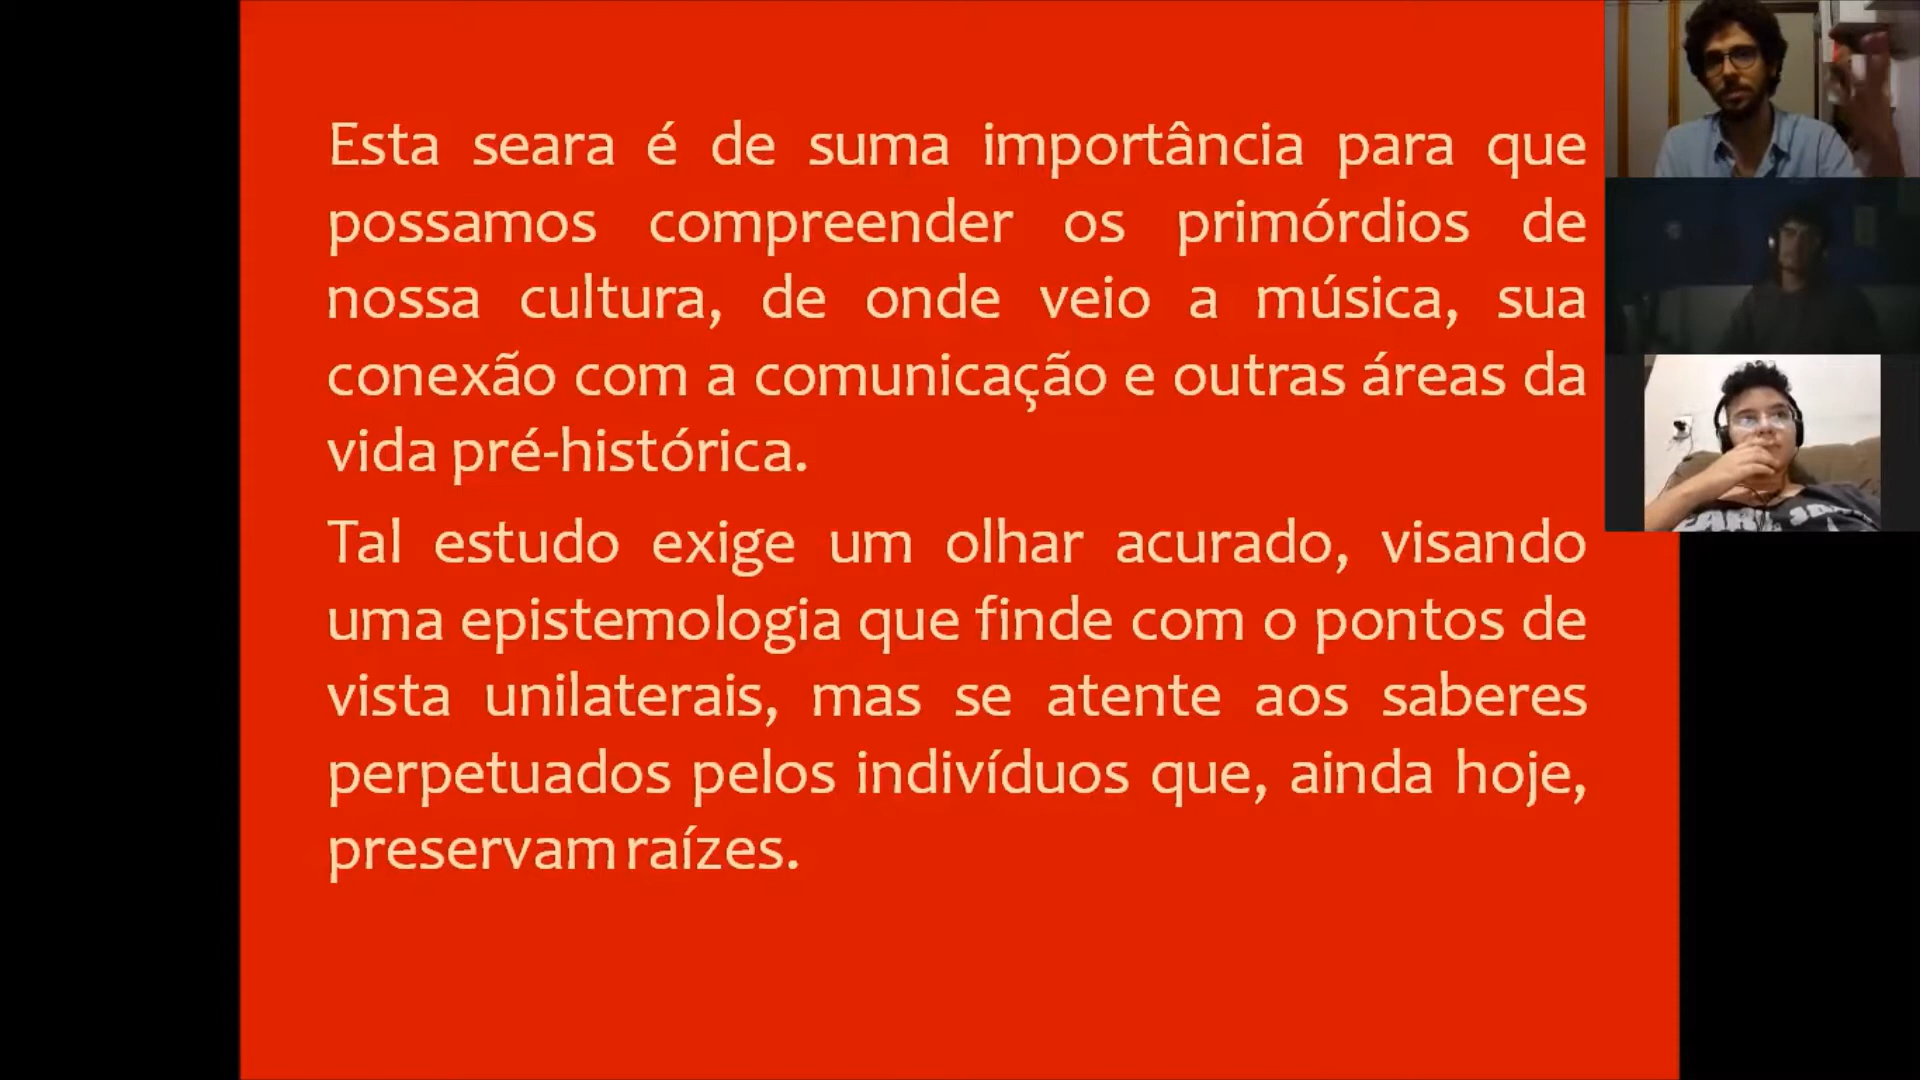 Esta seara é de suma importância para que
possamos compreender os primórdios de
nossa cultura, de onde veio a música, sua
conexão com a comunicação e outras áreas da
vida pré-histórica.
Tal estudo exige um olhar acurado, visando
uma epistemologia que finde com o pontos de
vista unilaterais, mas se atente aos saberes
perpetuados pelos indivíduos que, ainda hoje,
preservam raízes.